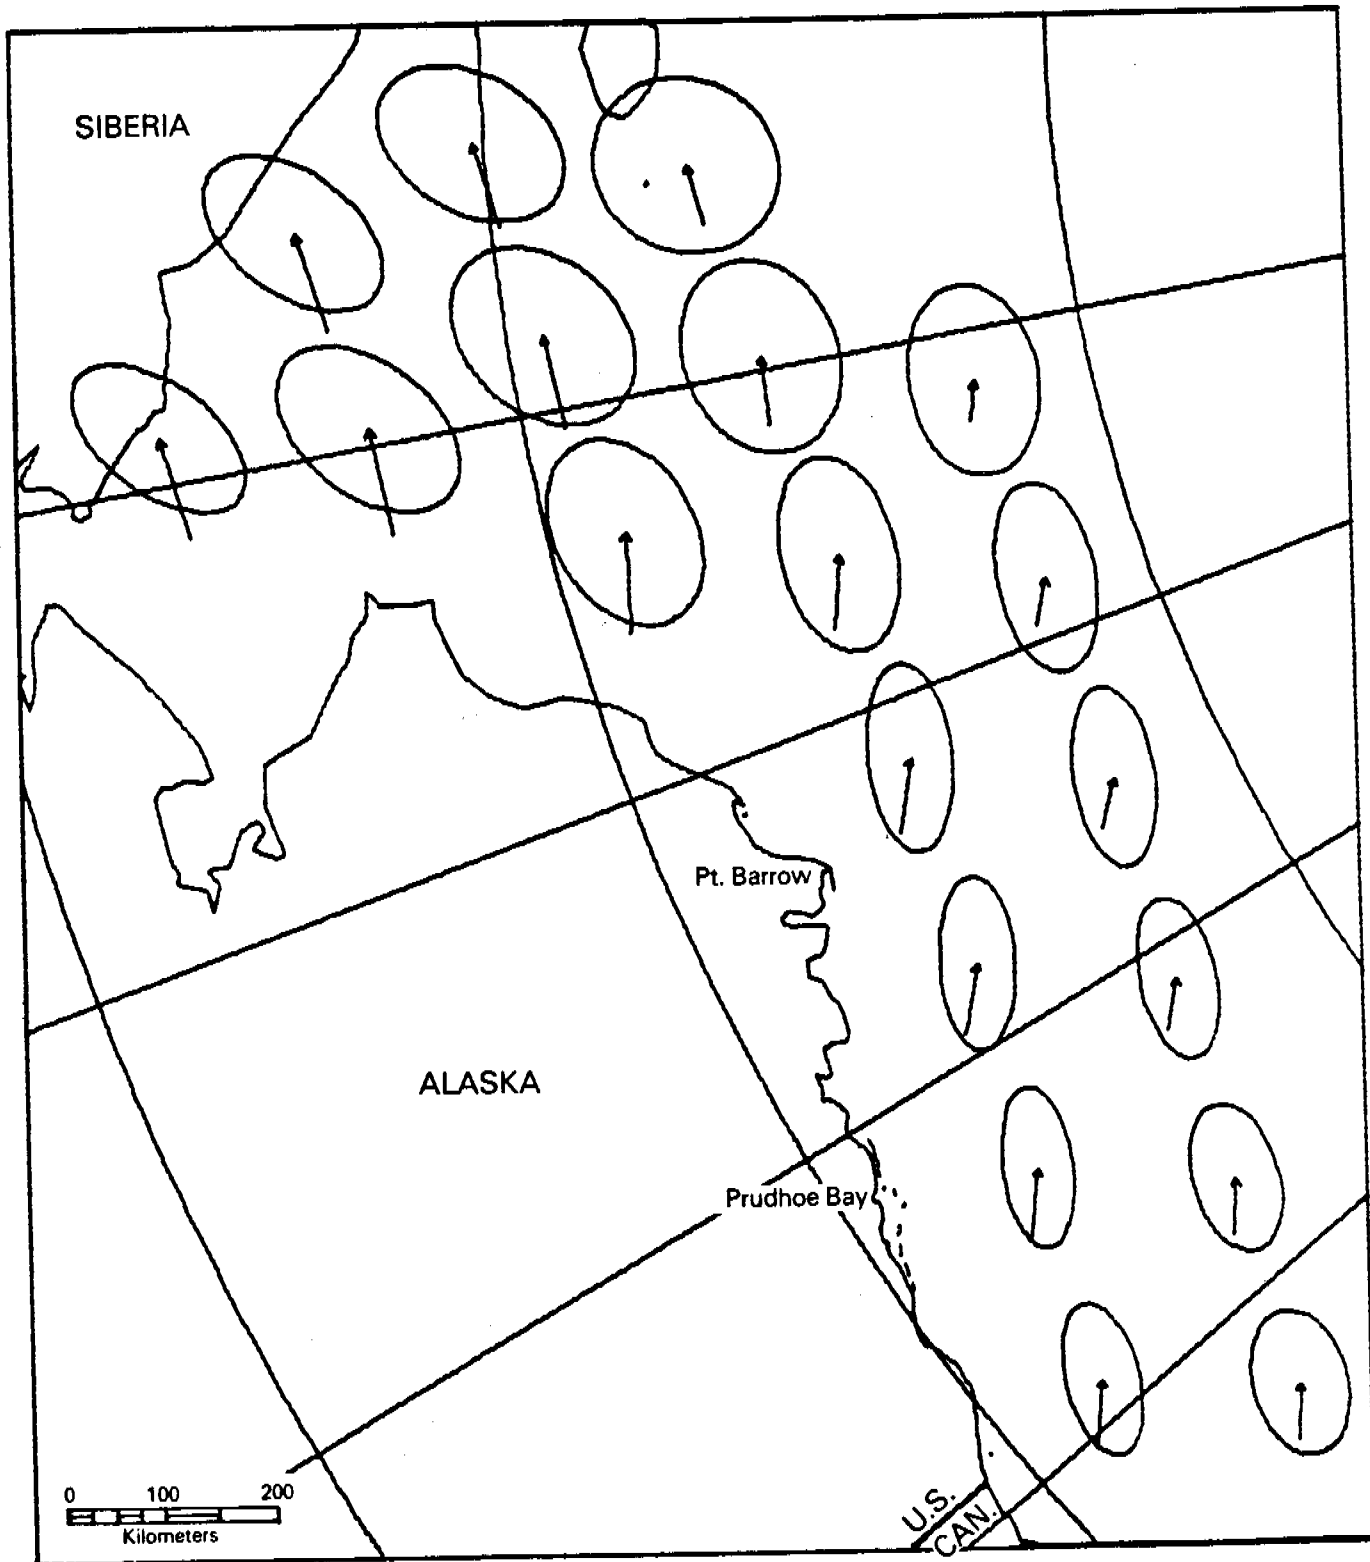 SIBERIA
Pt. Barrow
ALASKA
Prudhoe Bay
0 100 200
Kilometers
U.S.
CAN.